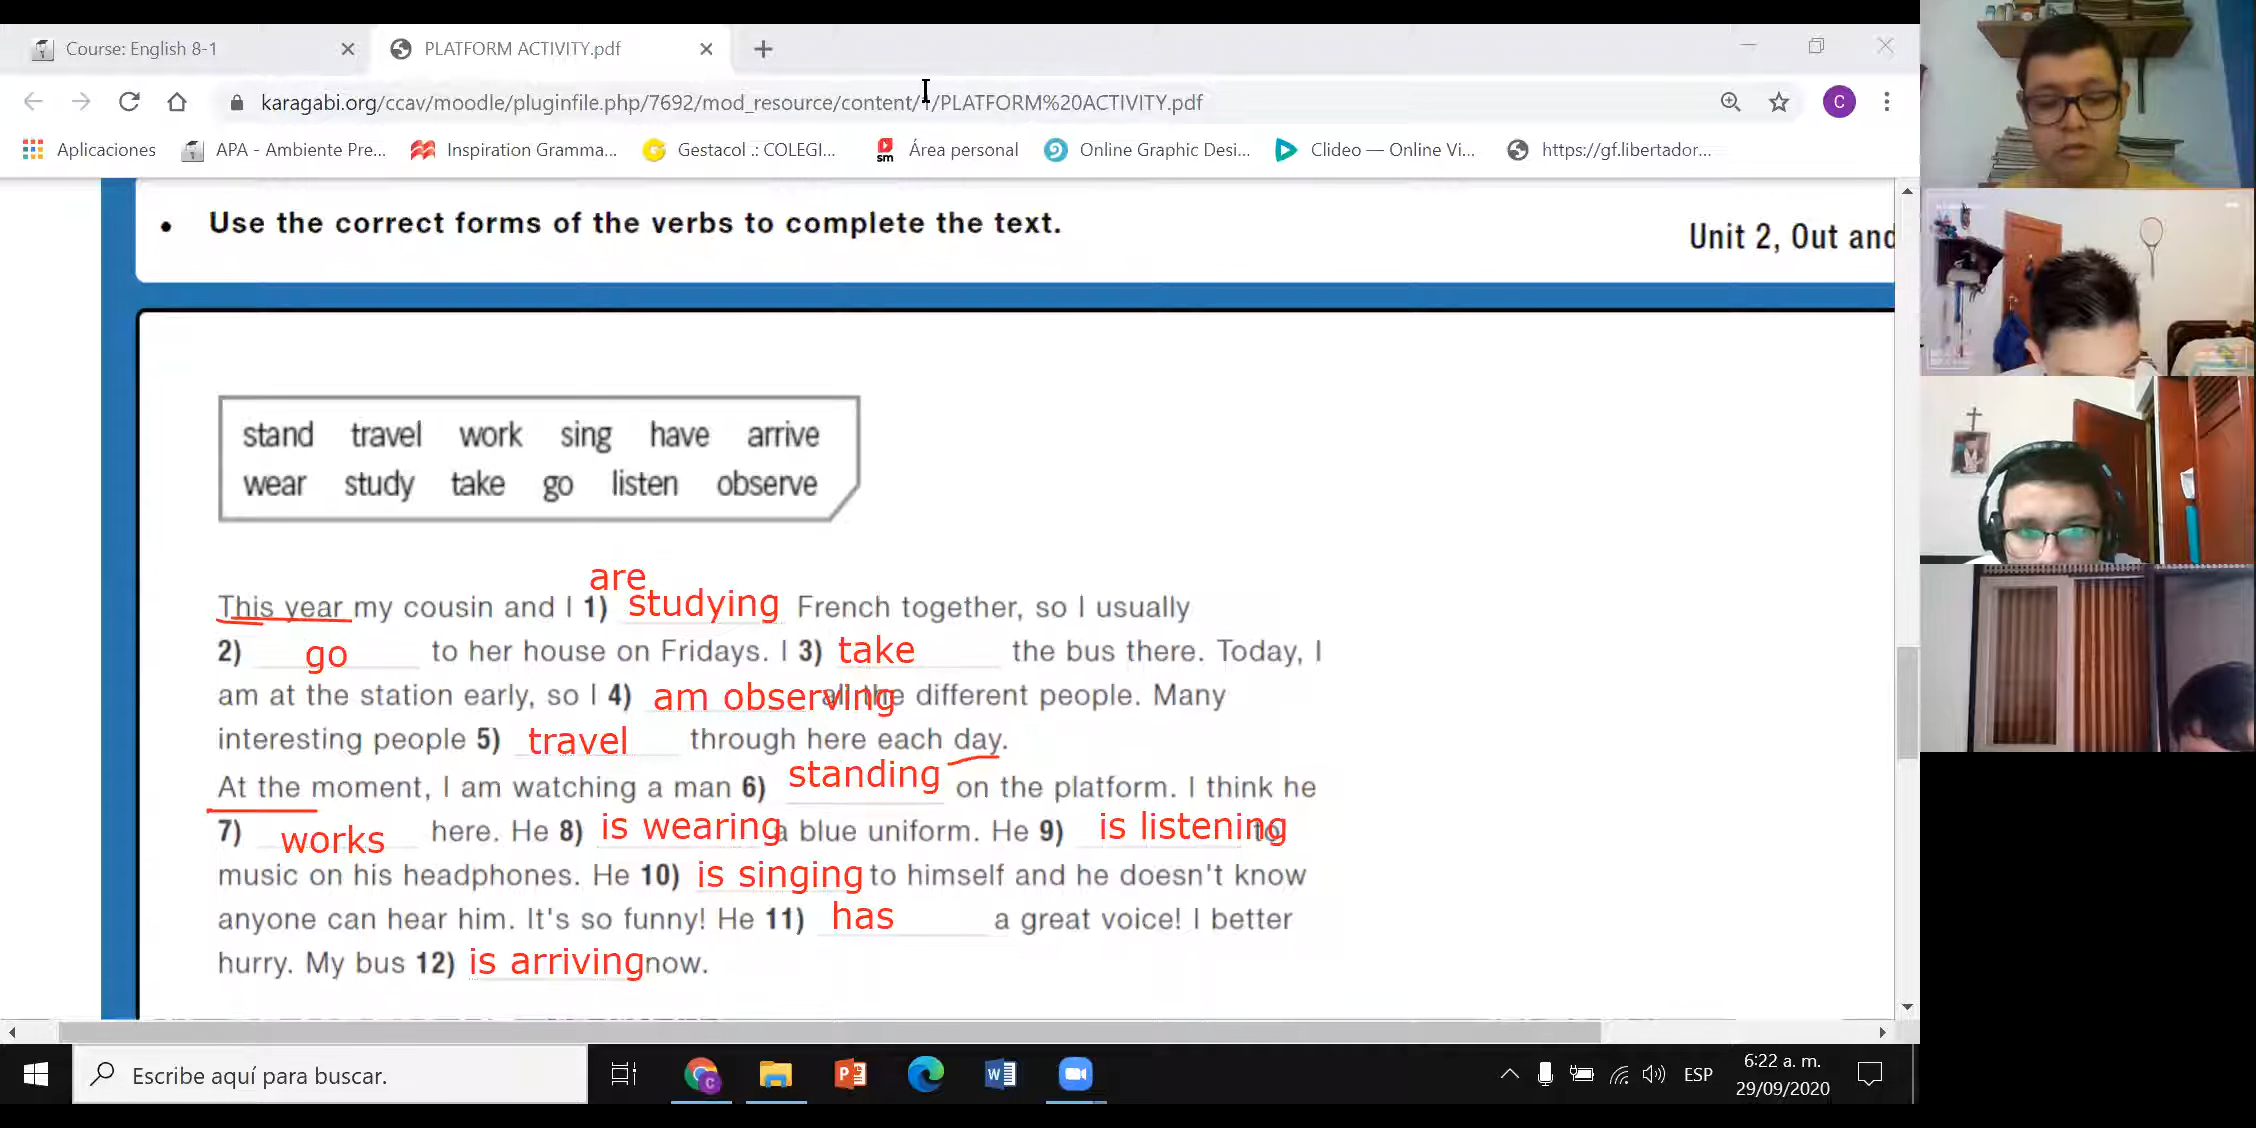 Course: English 8-1
PLATFORM ACTIVITY.pdf
karagabi.org/ccav/moodle/pluginfile.php/7692/mod_resource/content/1/PLATFORM%20ACTIVITY.pdf
C
Aplicaciones
APA - Ambiente Pre...
Inspiration Gramma...
Gestacol .: COLEGI...
sm
Área personal
Online Graphic Desi...
Clideo — Online Vi...
https://gf.libertador...
• Use the correct forms of the verbs to complete the text.
Unit 2, Out and
stand travel work sing have arrive
wear study take go listen observe
are
This year my cousin and I 1) studying French together, so I usually
2) go to her house on Fridays. I 3) take the bus there. Today, I
am at the station early, so I 4) am observing all the different people. Many
interesting people 5) travel through here each day.
At the moment, I am watching a man 6) standing on the platform. I think he
7) works here. He 8) is wearing a blue uniform. He 9) is listening to
music on his headphones. He 10) is singing to himself and he doesn't know
anyone can hear him. It's so funny! He 11) has a great voice! I better
hurry. My bus 12) is arriving now.
Escribe aquí para buscar.
ESP
6:22 a. m.
29/09/2020